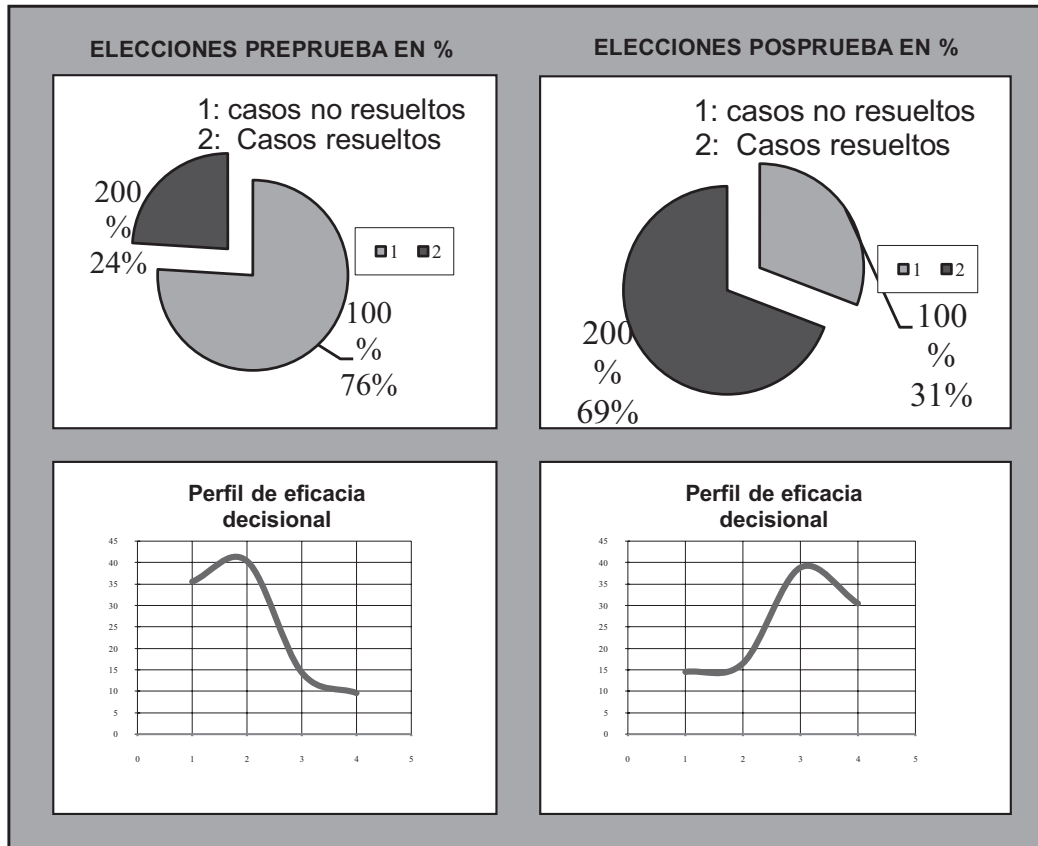 ELECCIONES PREPRUEBA EN %
1: casos no resueltos
2: Casos resueltos
200
%
24%
1 2
100
%
76%
ELECCIONES POSPRUEBA EN %
1: casos no resueltos
2: Casos resueltos
1 2
200
%
69%
100
%
31%
Perfil de eficacia
decisional
45
40
35
30
25
20
15
10
5
0
0 1 2 3 4 5
Perfil de eficacia
decisional
45
40
35
30
25
20
15
10
5
0
0 1 2 3 4 5